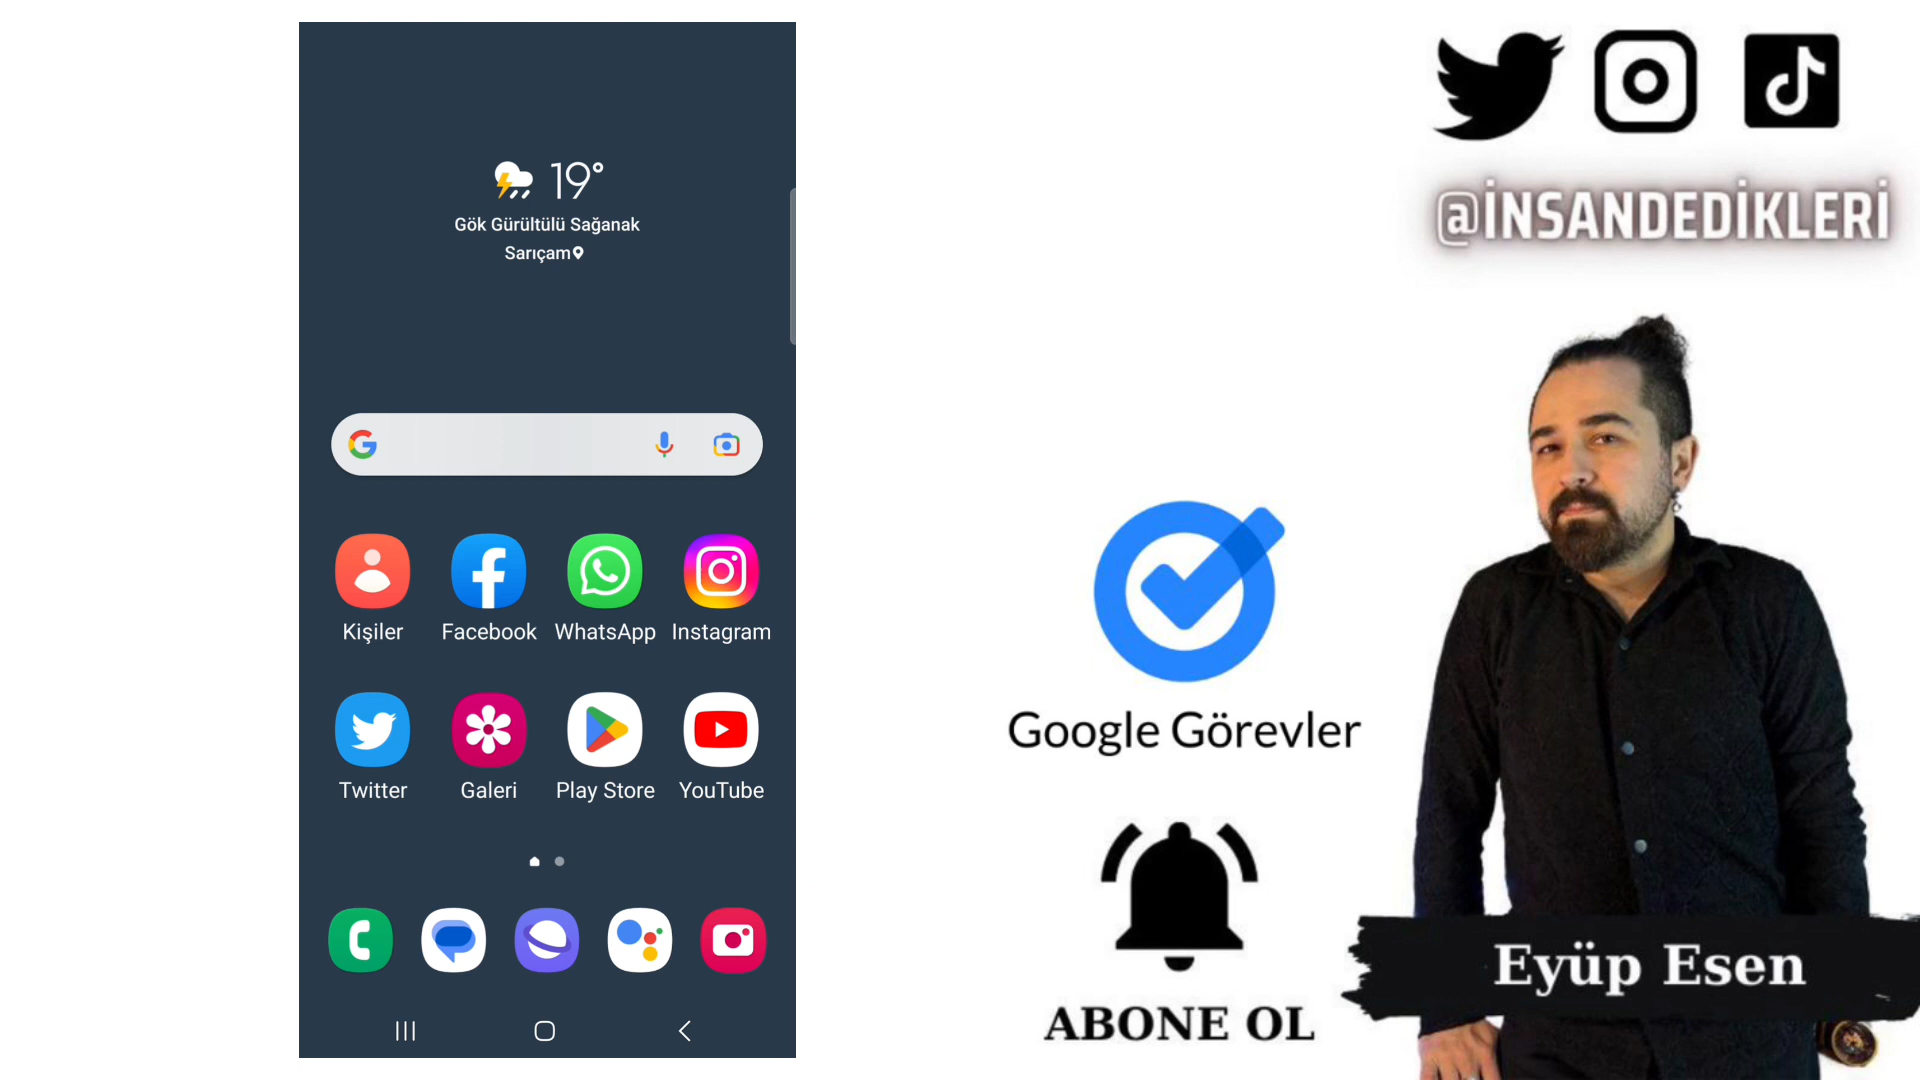 19°
Gök Gürültülü Sağanak
Sarıçam
Kişiler
Facebook
WhatsApp
Instagram
Twitter
Galeri
Play Store
YouTube
@İNSANDEDİKLERİ
Google Görevler
ABONE OL
Eyüp Esen